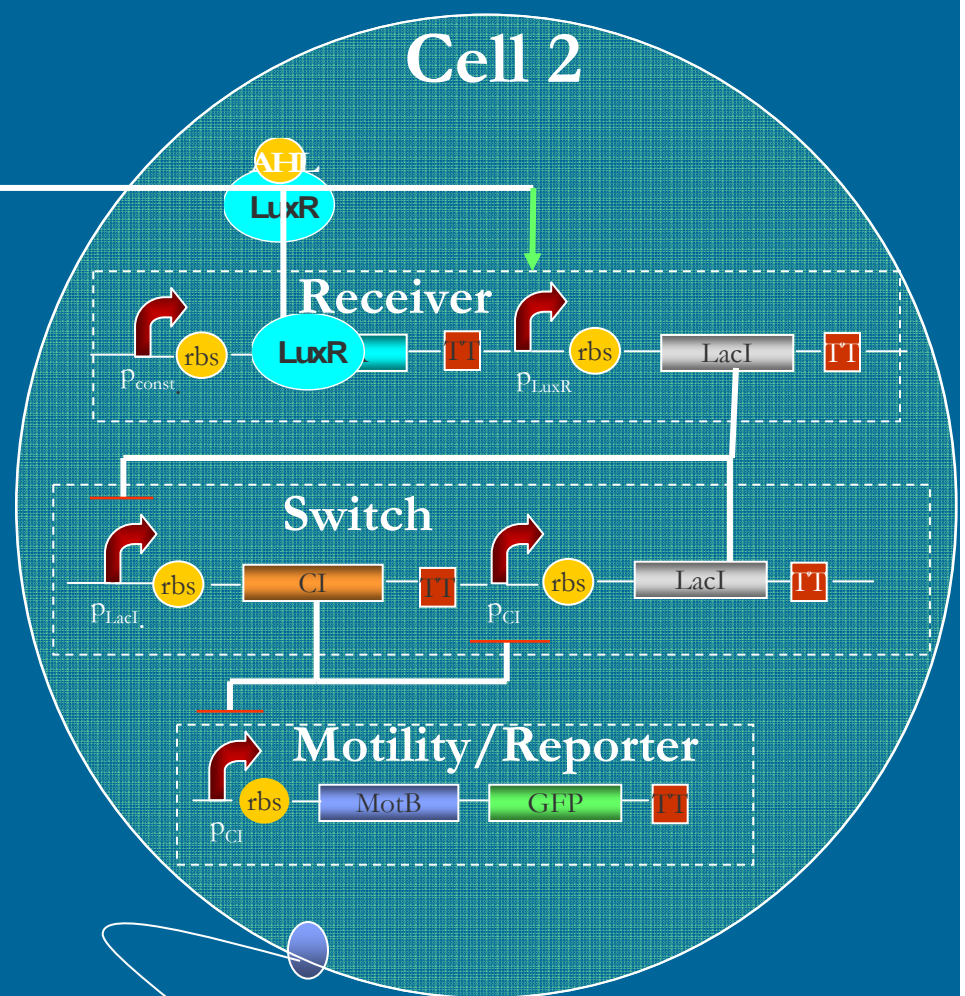 Cell 2
AHL
LuxR
Receiver
rbs LuxR TT rbs LacI TT
Pconst. PLuxR
Switch
rbs CI TT rbs LacI TT
PLacI. PCI
Motility/Reporter
rbs MotB GFP TT
PCI